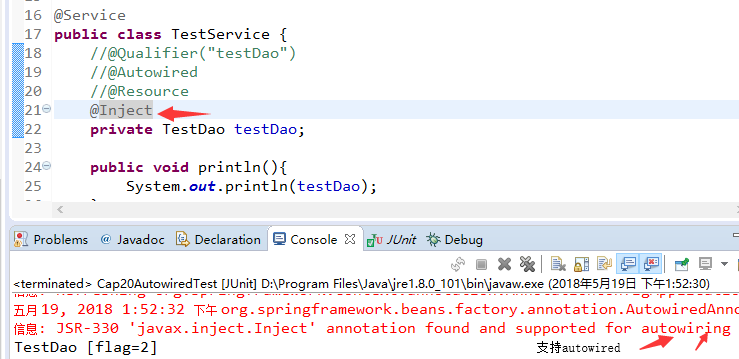 16 @Service
17 public class TestService {
18 //@Qualifier("testDao")
19 //@Autowired
20 //@Resource
21 @Inject
22 private TestDao testDao;
23
24 public void println(){
25 System.out.println(testDao);
Problems @ Javadoc Declaration Console JUnit Debug
<terminated> Cap20AutowiredTest [JUnit] D:\Program Files\Java\jre1.8.0_101\bin\javaw.exe (2018年5月19日 下午1:52:30)
五月 19, 2018 1:52:32 下午 org.springframework.beans.factory.annotation.AutowiredAnno
信息: JSR-330 'javax.inject.Inject' annotation found and supported for autowiring
TestDao [flag=2] 支持autowired